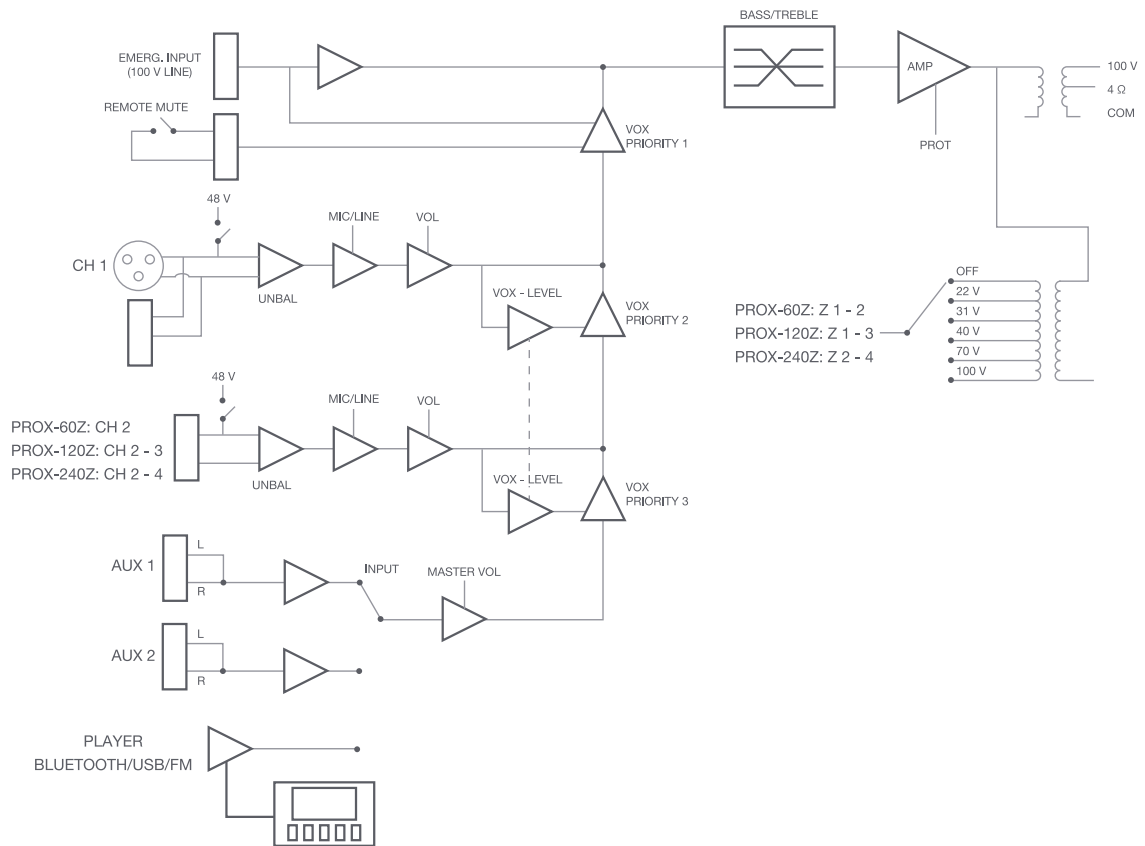 BASS/TREBLE
EMERG. INPUT
(100 V LINE)
AMP
100 V
4 Ω
COM
REMOTE MUTE
VOX
PRIORITY 1
PROT
48 V
MIC/LINE
VOL
CH 1
UNBAL
VOX - LEVEL
VOX
PRIORITY 2
OFF
22 V
31 V
40 V
70 V
100 V
PROX-60Z: Z 1 - 2
PROX-120Z: Z 1 - 3
PROX-240Z: Z 2 - 4
48 V
MIC/LINE
VOL
PROX-60Z: CH 2
PROX-120Z: CH 2 - 3
PROX-240Z: CH 2 - 4
UNBAL
VOX - LEVEL
VOX
PRIORITY 3
AUX 1
L
R
INPUT
MASTER VOL
AUX 2
L
R
PLAYER
BLUETOOTH/USB/FM